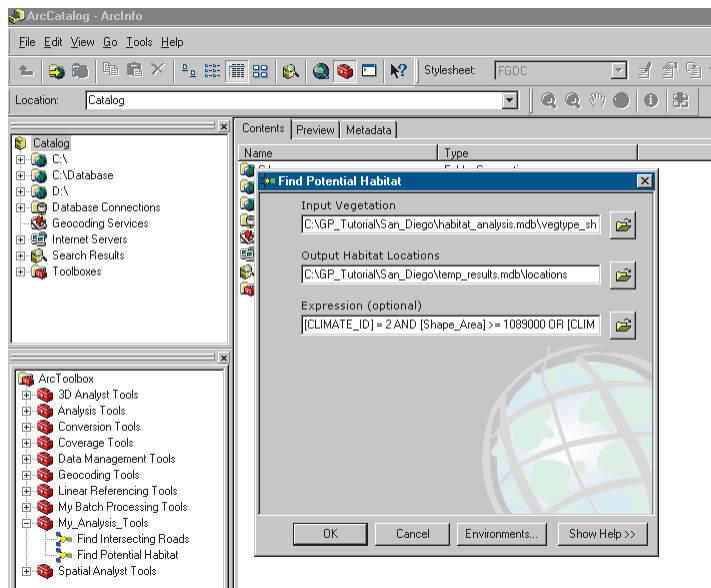 ArcCatalog - ArcInfo
File Edit View Go Tools Help
Stylesheet: FGDC
Location: Catalog
Catalog
C:\
C:\Database
D:\
Database Connections
Geocoding Services
Internet Servers
Search Results
Toolboxes
Contents Preview Metadata
Name Type
Find Potential Habitat
Input Vegetation
C:\GP_Tutorial\San_Diego\habitat_analysis.mdb\vegtype_sh
Output Habitat Locations
C:\GP_Tutorial\San_Diego\temp_results.mdb\locations
Expression (optional)
[CLIMATE_ID] = 2 AND [Shape_Area] >= 1089000 OR [CLIM
OK Cancel Environments... Show Help >>
ArcToolbox
3D Analyst Tools
Analysis Tools
Conversion Tools
Coverage Tools
Data Management Tools
Geocoding Tools
Linear Referencing Tools
My Batch Processing Tools
My_Analysis_Tools
Find Intersecting Roads
Find Potential Habitat
Spatial Analyst Tools